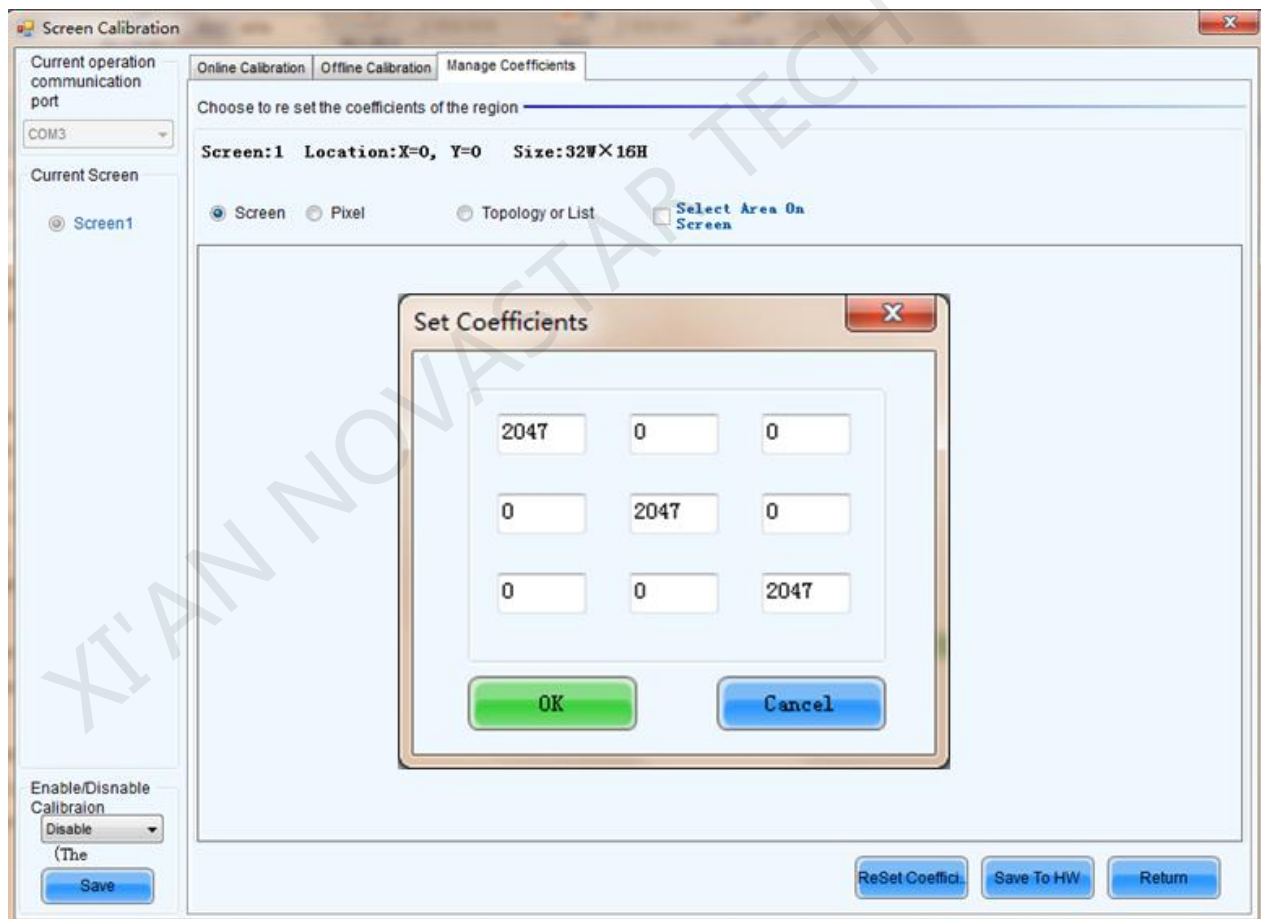 Screen Calibration
Current operation
communication
port
COM3
Current Screen
Screen1
Online Calibration Offline Calibration Manage Coefficients
Choose to re set the coefficients of the region
Screen:1 Location:X=0, Y=0 Size:32W×16H
Screen Pixel Topology or List Select Area On
Screen
Set Coefficients
2047 0 0
0 2047 0
0 0 2047
OK Cancel
Enable/Disnable
Calibraion
Disable
(The
Save
ReSet Coeffici.. Save To HW Return
XI'AN NOVASTAR TECH